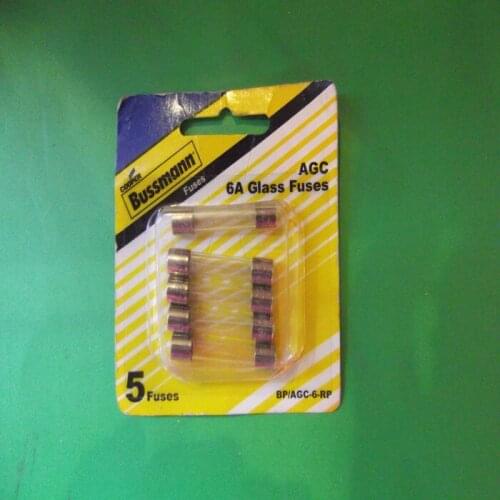 COOPER
Bussmann
Fuses
AGC
6A Glass Fuses
5 Fuses
BP/AGC-6-RP